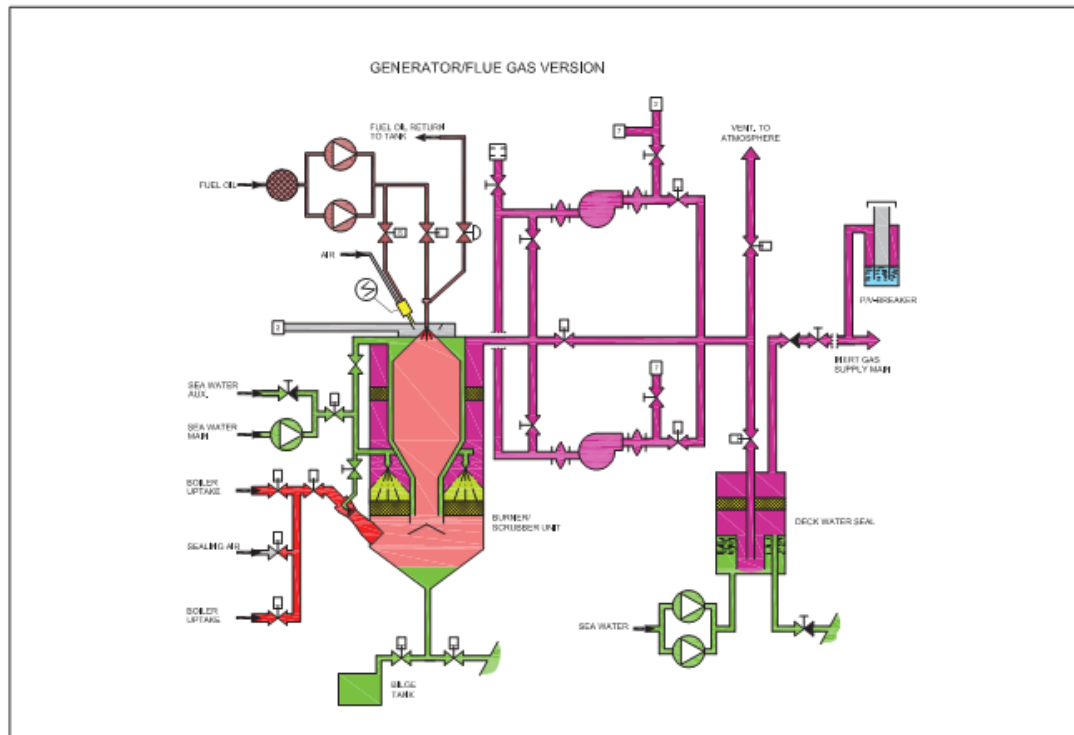 GENERATOR/FLUE GAS VERSION
FUEL OIL RETURN
TO TANK
VENT. TO
ATMOSPHERE
FUEL OIL
AIR
P/V-BREAKER
INERT GAS
SUPPLY MAIN
SEA WATER
AUX.
SEA WATER
MAIN
BOILER
UPTAKE
BURNER/
SCRUBBER UNIT
DECK WATER SEAL
SEALING AIR
BOILER
UPTAKE
SEA WATER
BILGE
TANK